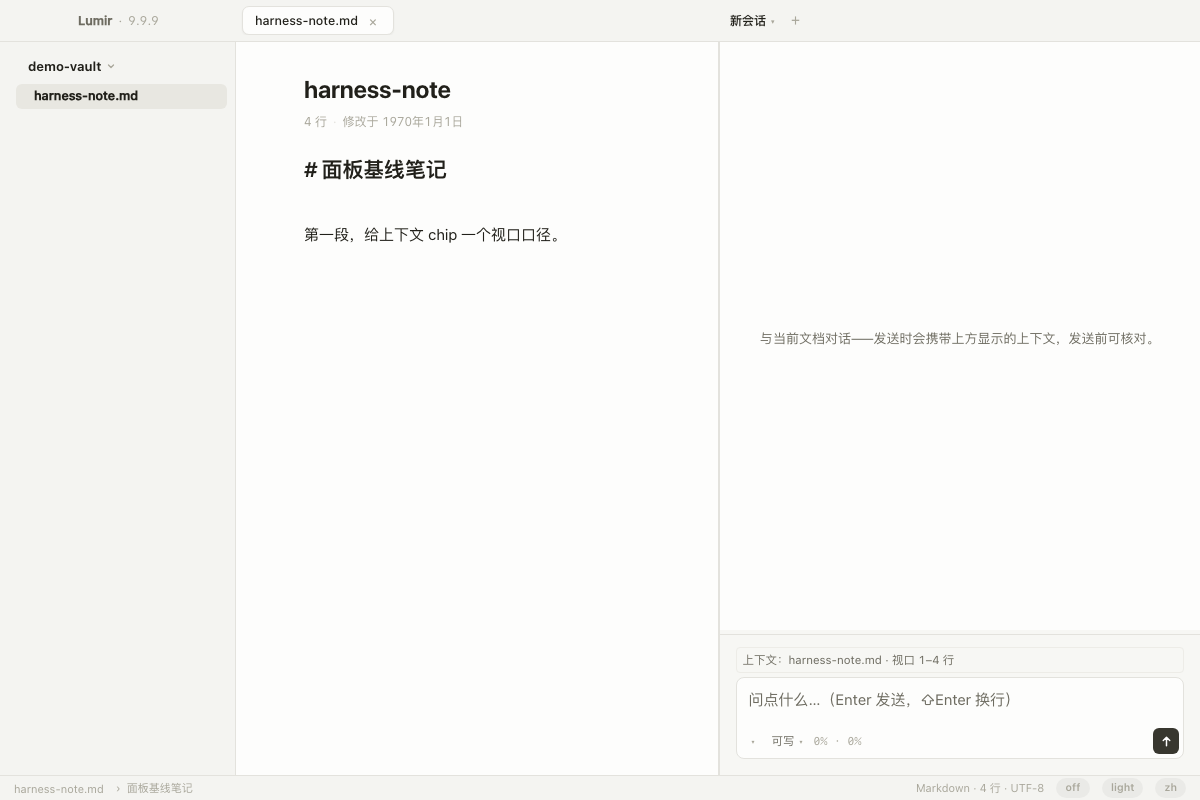 Lumir · 9.9.9
harness-note.md ×
新会话 +
demo-vault
harness-note.md
harness-note
4 行 · 修改于 1970年1月1日
# 面板基线笔记
第一段，给上下文 chip 一个视口口径。
与当前文档对话——发送时会携带上方显示的上下文，发送前可核对。
上下文：harness-note.md · 视口 1–4 行
问点什么…（Enter 发送，⇧Enter 换行）
可写 0% · 0%
harness-note.md › 面板基线笔记
Markdown · 4 行 · UTF-8 off light zh